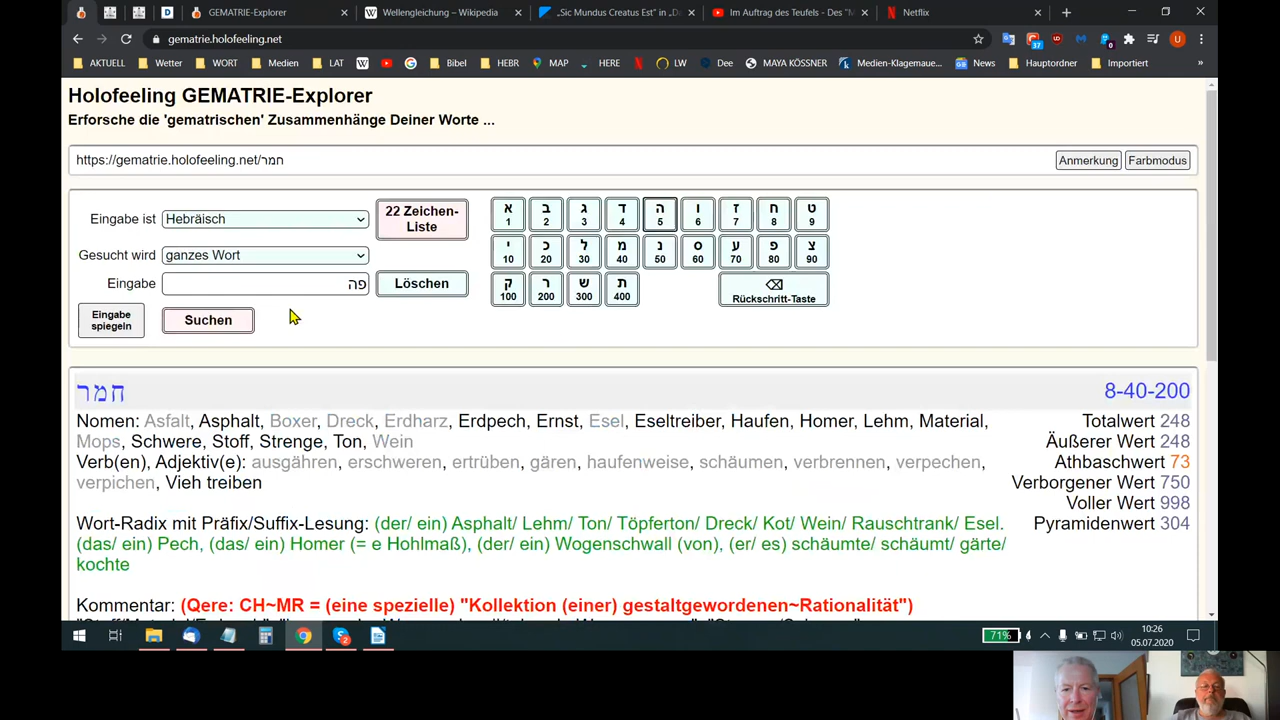 GEMATRIE-Explorer
Wellengleichung – Wikipedia
„Sic Mundus Creatus Est" in „Da
Im Auftrag des Teufels - Des "M
Netflix
gematrie.holofeeling.net
AKTUELL Wetter WORT Medien LAT Bibel HEBR MAP HERE LW Dee MAYA KÖSSNER Medien-Klagemaue... News Hauptordner Importiert »
Holofeeling GEMATRIE-Explorer
Erforsche die 'gematrischen' Zusammenhänge Deiner Worte ...
https://gematrie.holofeeling.net/חמר Anmerkung Farbmodus
Eingabe ist Hebräisch 22 Zeichen-Liste
Gesucht wird ganzes Wort
Eingabe פה Löschen
Eingabe spiegeln Suchen
א ב ג ד ה ו ז ח ט
1 2 3 4 5 6 7 8 9
י כ ל מ נ ס ע פ צ
10 20 30 40 50 60 70 80 90
ק ר ש ת ⌫
100 200 300 400 Rückschritt-Taste
חמר 8-40-200
Nomen: Asfalt, Asphalt, Boxer, Dreck, Erdharz, Erdpech, Ernst, Esel, Eseltreiber, Haufen, Homer, Lehm, Material,
Mops, Schwere, Stoff, Strenge, Ton, Wein
Verb(en), Adjektiv(e): ausgähren, erschweren, ertrüben, gären, haufenweise, schäumen, verbrennen, verpechen,
verpichen, Vieh treiben
Totalwert 248
Äußerer Wert 248
Athbaschwert 73
Verborgener Wert 750
Voller Wert 998
Pyramidenwert 304
Wort-Radix mit Präfix/Suffix-Lesung: (der/ ein) Asphalt/ Lehm/ Ton/ Töpferton/ Dreck/ Kot/ Wein/ Rauschtrank/ Esel.
(das/ ein) Pech, (das/ ein) Homer (= e Hohlmaß), (der/ ein) Wogenschwall (von), (er/ es) schäumte/ schäumt/ gärte/
kochte
Kommentar: (Qere: CH~MR = (eine spezielle) "Kollektion (einer) gestaltgewordenen~Rationalität")
71%
10:26
05.07.2020